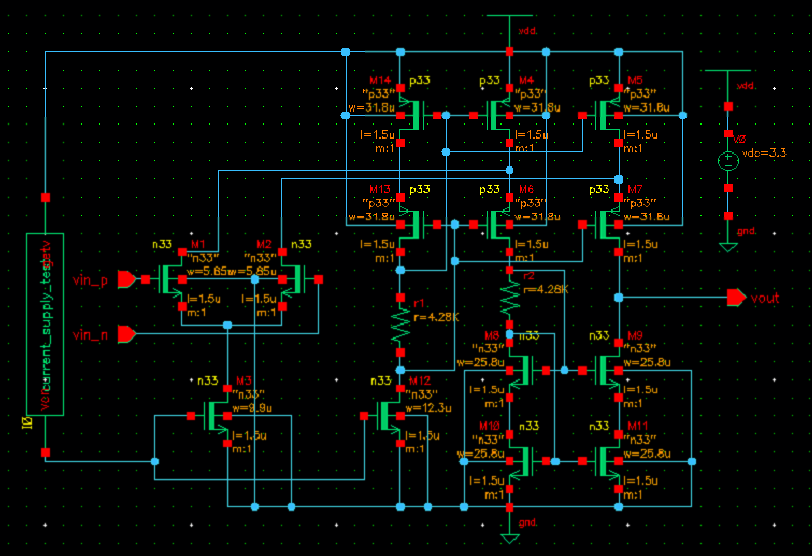 vdd.
M14 p33
"p33"
w=31.8u
l=1.5u
m:1
p33 M4
"p33"
w=31.8u
l=1.5u
m:1
p33 M5
"p33"
w=31.8u
l=1.5u
m:1
vdd.
vdc=3.3
gnd.
M13 p33
"p33"
w=31.8u
l=1.5u
m:1
p33 M6
"p33"
w=31.8u
l=1.5u
m:1
p33 M7
"p33"
w=31.8u
l=1.5u
m:1
n33 M1
"n33"
w=5.85u
l=1.5u
m:1
M2 n33
"n33"
w=5.85u
l=1.5u
m:1
vin_p
vin_n
current_supply_test
r1
r=4.28K
r2
r=4.28K
vout
M8 n33
"n33"
w=25.8u
l=1.5u
m:1
n33 M9
"n33"
w=25.8u
l=1.5u
m:1
n33 M3
"n33"
w=9.9u
l=1.5u
m:1
n33 M12
"n33"
w=12.3u
l=1.5u
m:1
M10 n33
"n33"
w=25.8u
l=1.5u
m:1
n33 M11
"n33"
w=25.8u
l=1.5u
m:1
gnd.